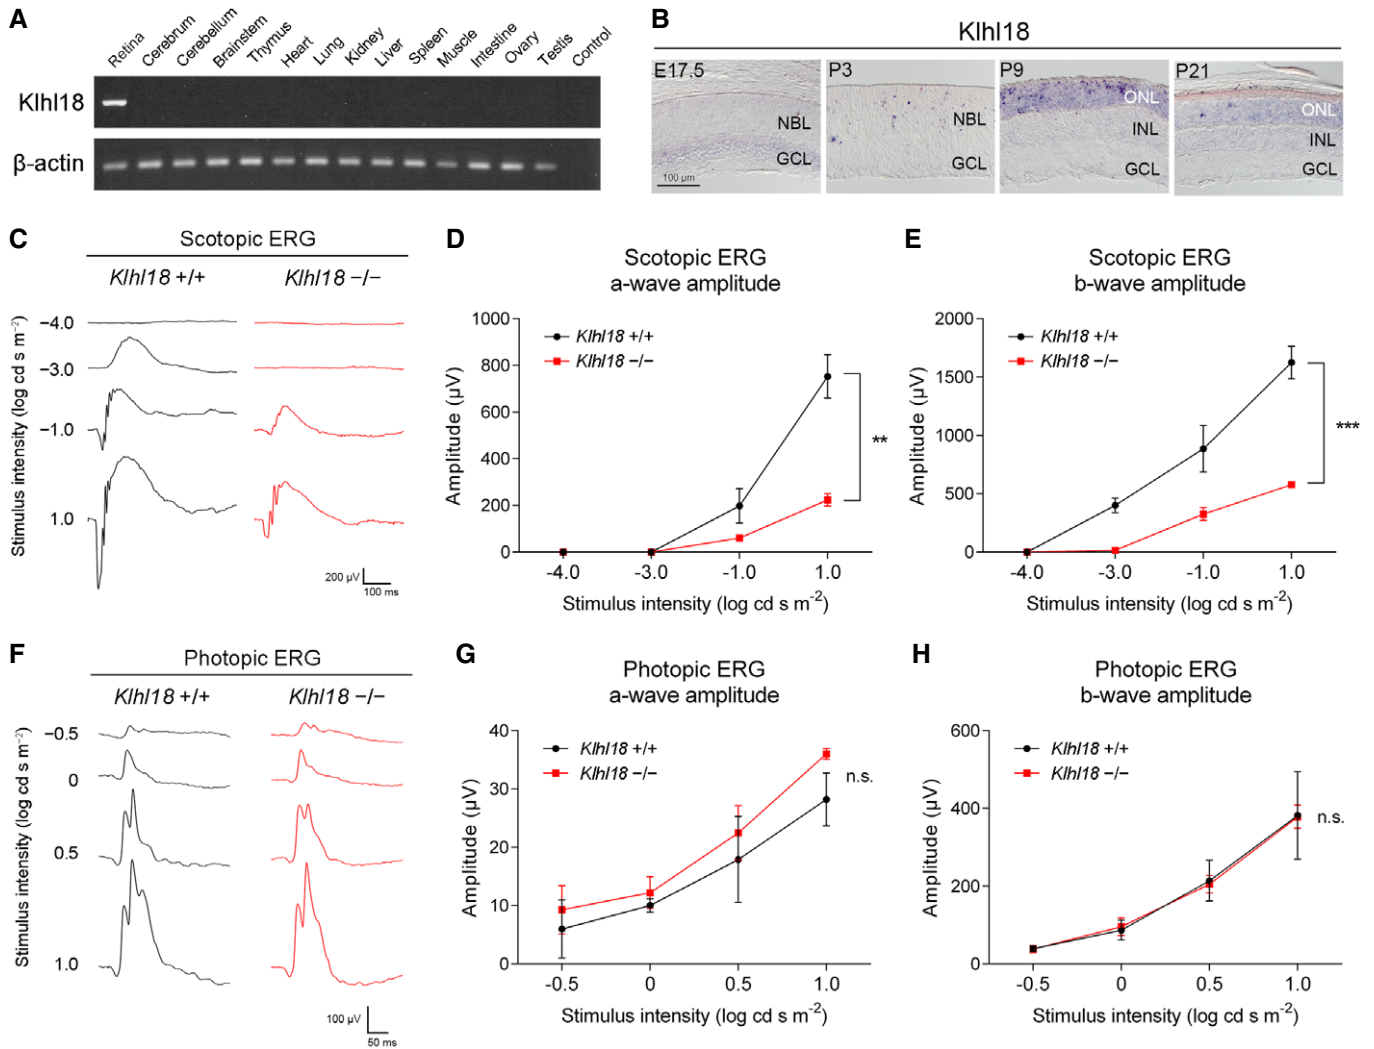 A
Retina
Cerebrum
Cerebellum
Brainstem
Thymus
Heart
Lung
Kidney
Liver
Spleen
Muscle
Intestine
Ovary
Testis
Control
Klhl18
β-actin
B
Klhl18
E17.5
NBL
GCL
100 µm
P3
NBL
GCL
P9
ONL
INL
GCL
P21
ONL
INL
GCL
C
Scotopic ERG
Klhl18 +/+
Klhl18 −/−
Stimulus intensity (log cd s m⁻²)
−4.0
−3.0
−1.0
1.0
200 µV
100 ms
D
Scotopic ERG
a-wave amplitude
Amplitude (µV)
1000
800
600
400
200
0
Klhl18 +/+
Klhl18 −/−
**
-4.0 -3.0 -1.0 1.0
Stimulus intensity (log cd s m⁻²)
E
Scotopic ERG
b-wave amplitude
Amplitude (µV)
2000
1500
1000
500
0
Klhl18 +/+
Klhl18 −/−
***
-4.0 -3.0 -1.0 1.0
Stimulus intensity (log cd s m⁻²)
F
Photopic ERG
Klhl18 +/+
Klhl18 −/−
Stimulus intensity (log cd s m⁻²)
−0.5
0
0.5
1.0
100 µV
50 ms
G
Photopic ERG
a-wave amplitude
Amplitude (µV)
40
30
20
10
0
Klhl18 +/+
Klhl18 −/−
n.s.
-0.5 0 0.5 1.0
Stimulus intensity (log cd s m⁻²)
H
Photopic ERG
b-wave amplitude
Amplitude (µV)
600
400
200
0
Klhl18 +/+
Klhl18 −/−
n.s.
-0.5 0 0.5 1.0
Stimulus intensity (log cd s m⁻²)